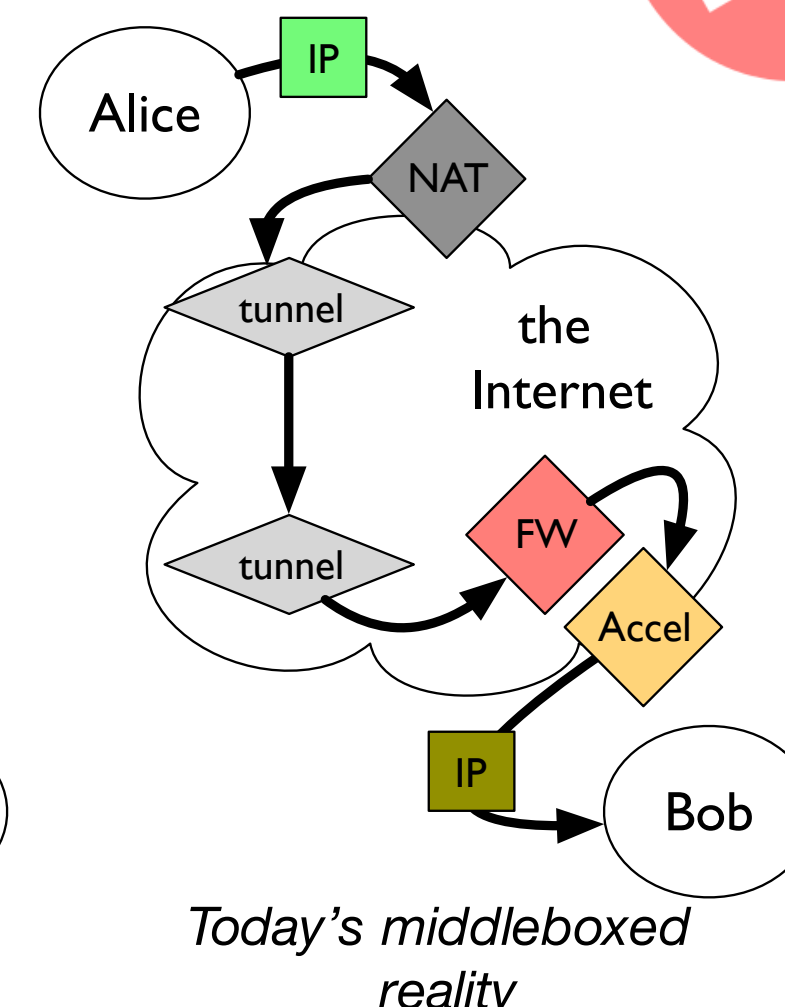 IP
Alice
NAT
tunnel
the
Internet
FW
tunnel
Accel
IP
Bob
Today's middleboxed
reality